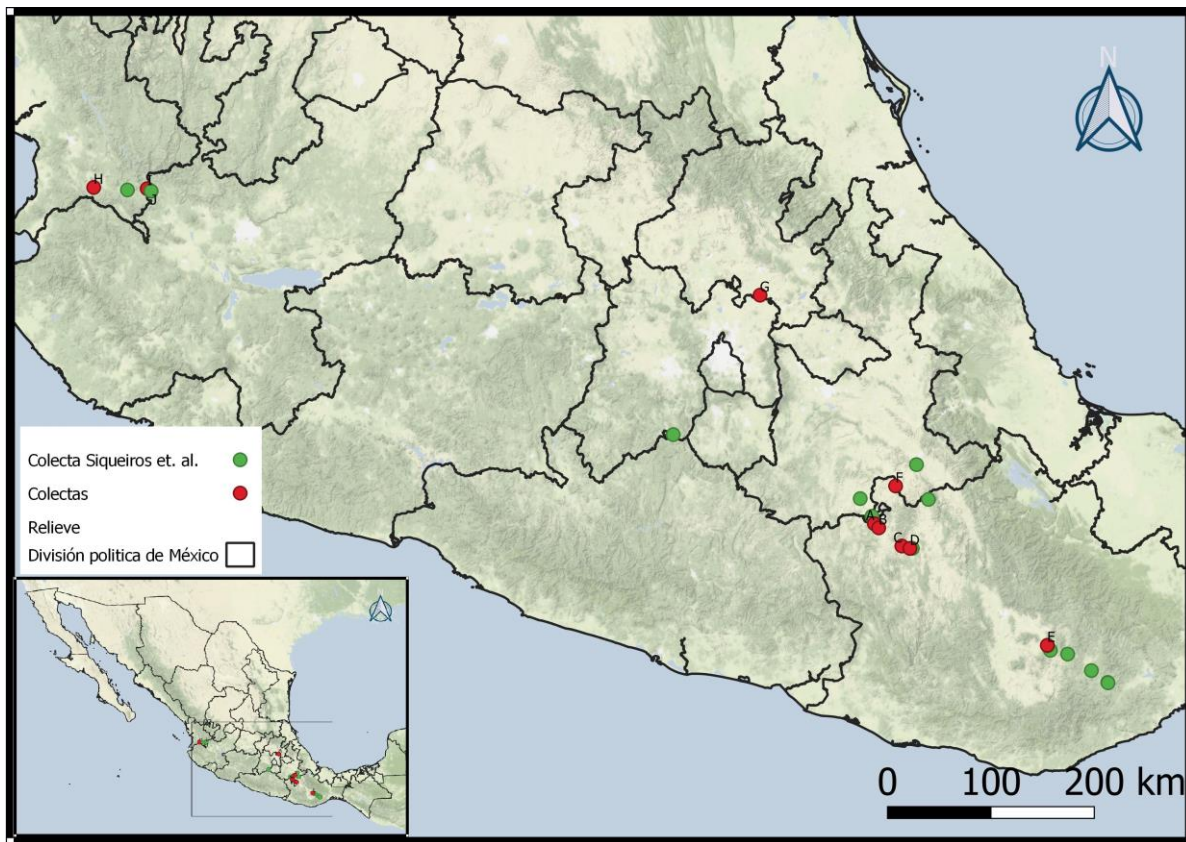 N
H
J
G
F
A
B
C
D
E
Colecta Siqueiros et. al.
Colectas
Relieve
División politica de México
0 100 200 km